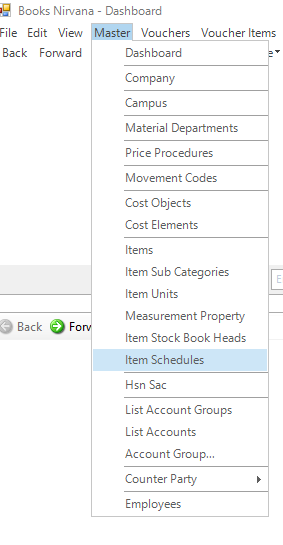 Books Nirvana - Dashboard
File Edit View Master Vouchers Voucher Items
Back Forward
Dashboard
Company
Campus
Material Departments
Price Procedures
Movement Codes
Cost Objects
Cost Elements
Items
Item Sub Categories
Item Units
Measurement Property
Item Stock Book Heads
Item Schedules
Hsn Sac
List Account Groups
List Accounts
Account Group...
Counter Party
Employees
Back